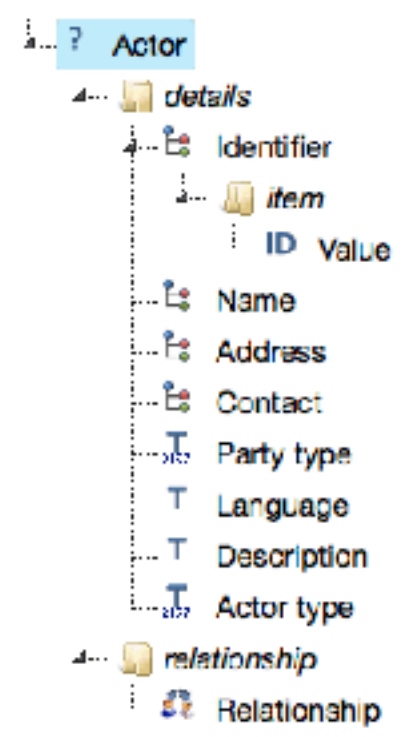 ? Actor
details
Identifier
item
ID Value
Name
Address
Contact
T Party type
T Language
T Description
T Actor type
relationship
Relationship